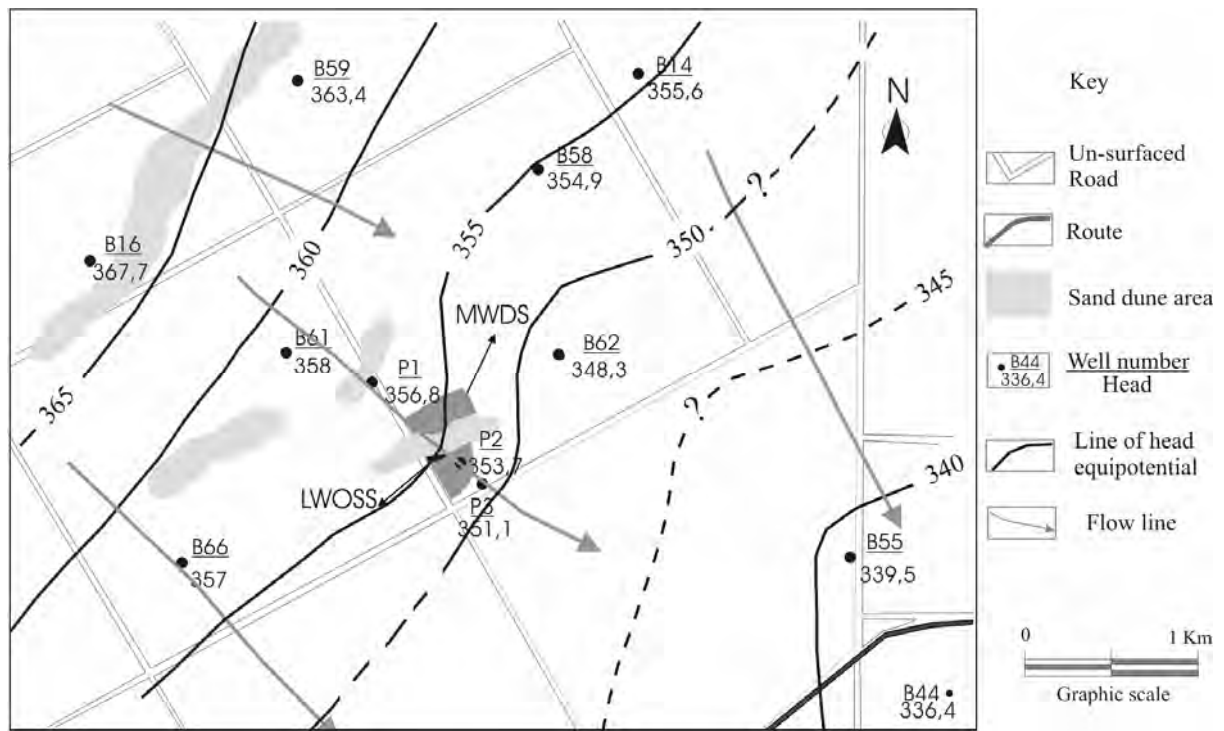 B59
363,4
B14
355,6
N
B58
354,9
B16
367,7
360
355
350
?
345
MWDS
B61
358
P1
356,8
B62
348,3
365
?
P2
353,7
340
LWOSS
P3
351,1
B66
357
B55
339,5
B44
336,4
Key
Un-surfaced
Road
Route
Sand dune area
B44
336,4
Well number
Head
Line of head
equipotential
Flow line
0 1 Km
Graphic scale